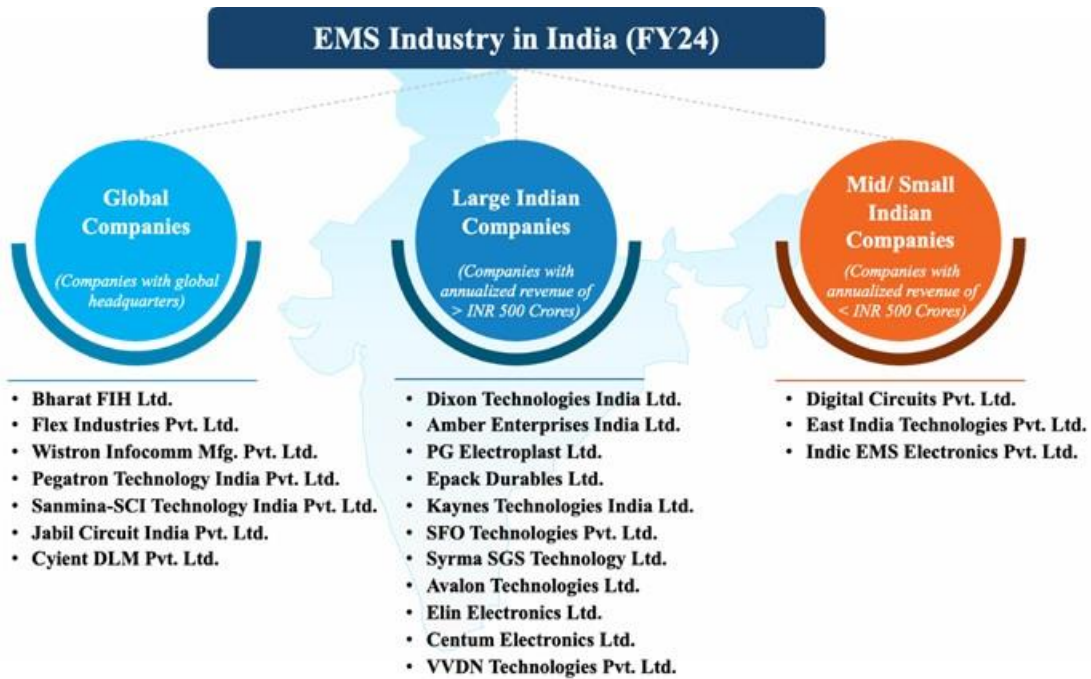 EMS Industry in India (FY24)
Global
Companies
(Companies with global
headquarters)
• Bharat FIH Ltd.
• Flex Industries Pvt. Ltd.
• Wistron Infocomm Mfg. Pvt. Ltd.
• Pegatron Technology India Pvt. Ltd.
• Sanmina-SCI Technology India Pvt. Ltd.
• Jabil Circuit India Pvt. Ltd.
• Cyient DLM Pvt. Ltd.
Large Indian
Companies
(Companies with
annualized revenue of
> INR 500 Crores)
• Dixon Technologies India Ltd.
• Amber Enterprises India Ltd.
• PG Electroplast Ltd.
• Epack Durables Ltd.
• Kaynes Technologies India Ltd.
• SFO Technologies Pvt. Ltd.
• Syrma SGS Technology Ltd.
• Avalon Technologies Ltd.
• Elin Electronics Ltd.
• Centum Electronics Ltd.
• VVDN Technologies Pvt. Ltd.
Mid/ Small
Indian
Companies
(Companies with
annualized revenue of
< INR 500 Crores)
• Digital Circuits Pvt. Ltd.
• East India Technologies Pvt. Ltd.
• Indic EMS Electronics Pvt. Ltd.